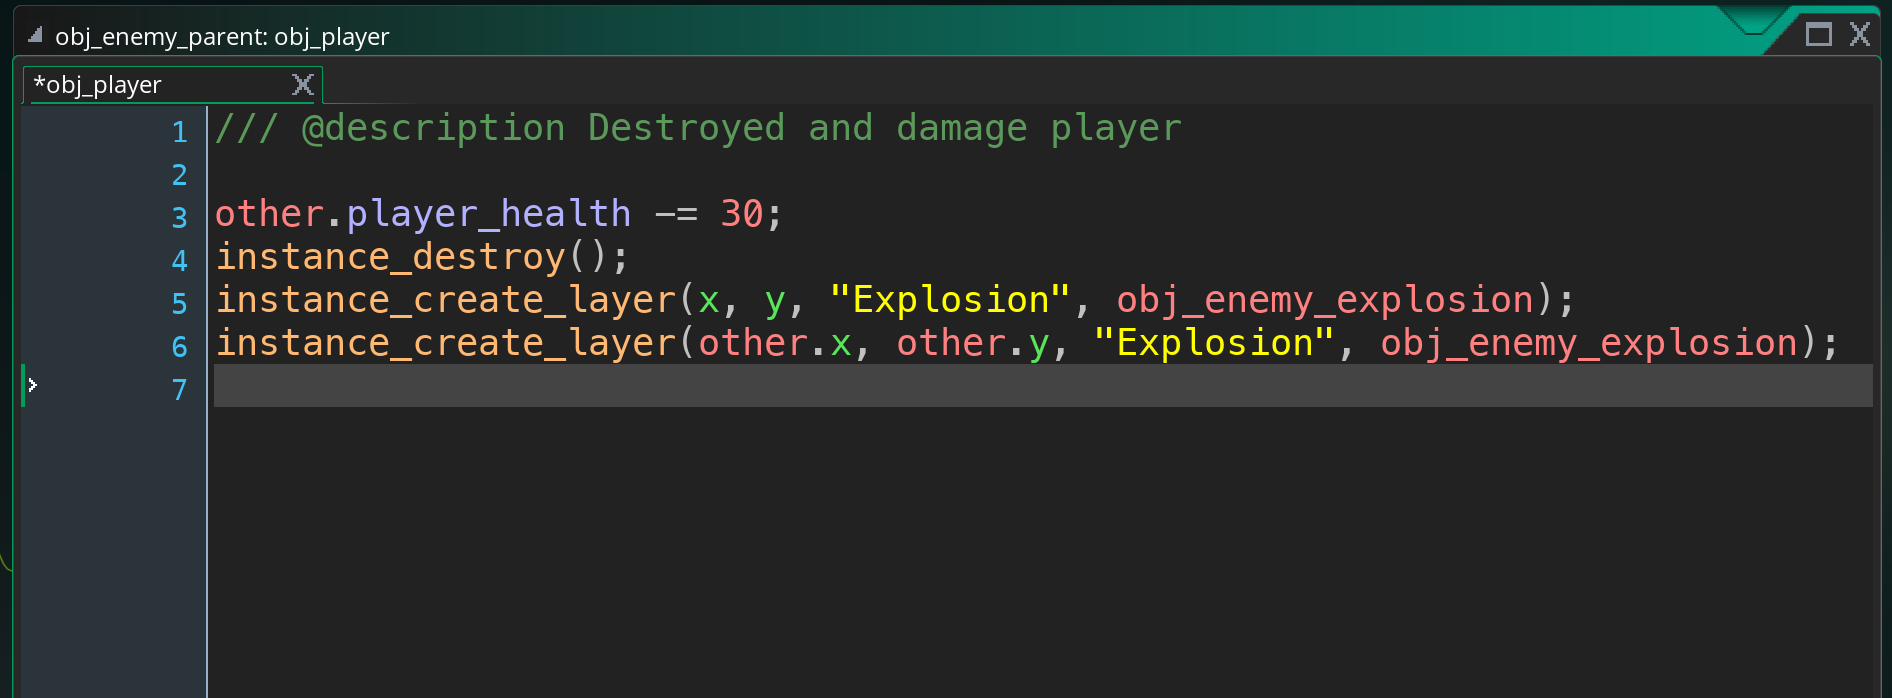 obj_enemy_parent: obj_player
*obj_player
1 /// @description Destroyed and damage player
2
3 other.player_health -= 30;
4 instance_destroy();
5 instance_create_layer(x, y, "Explosion", obj_enemy_explosion);
6 instance_create_layer(other.x, other.y, "Explosion", obj_enemy_explosion);
7